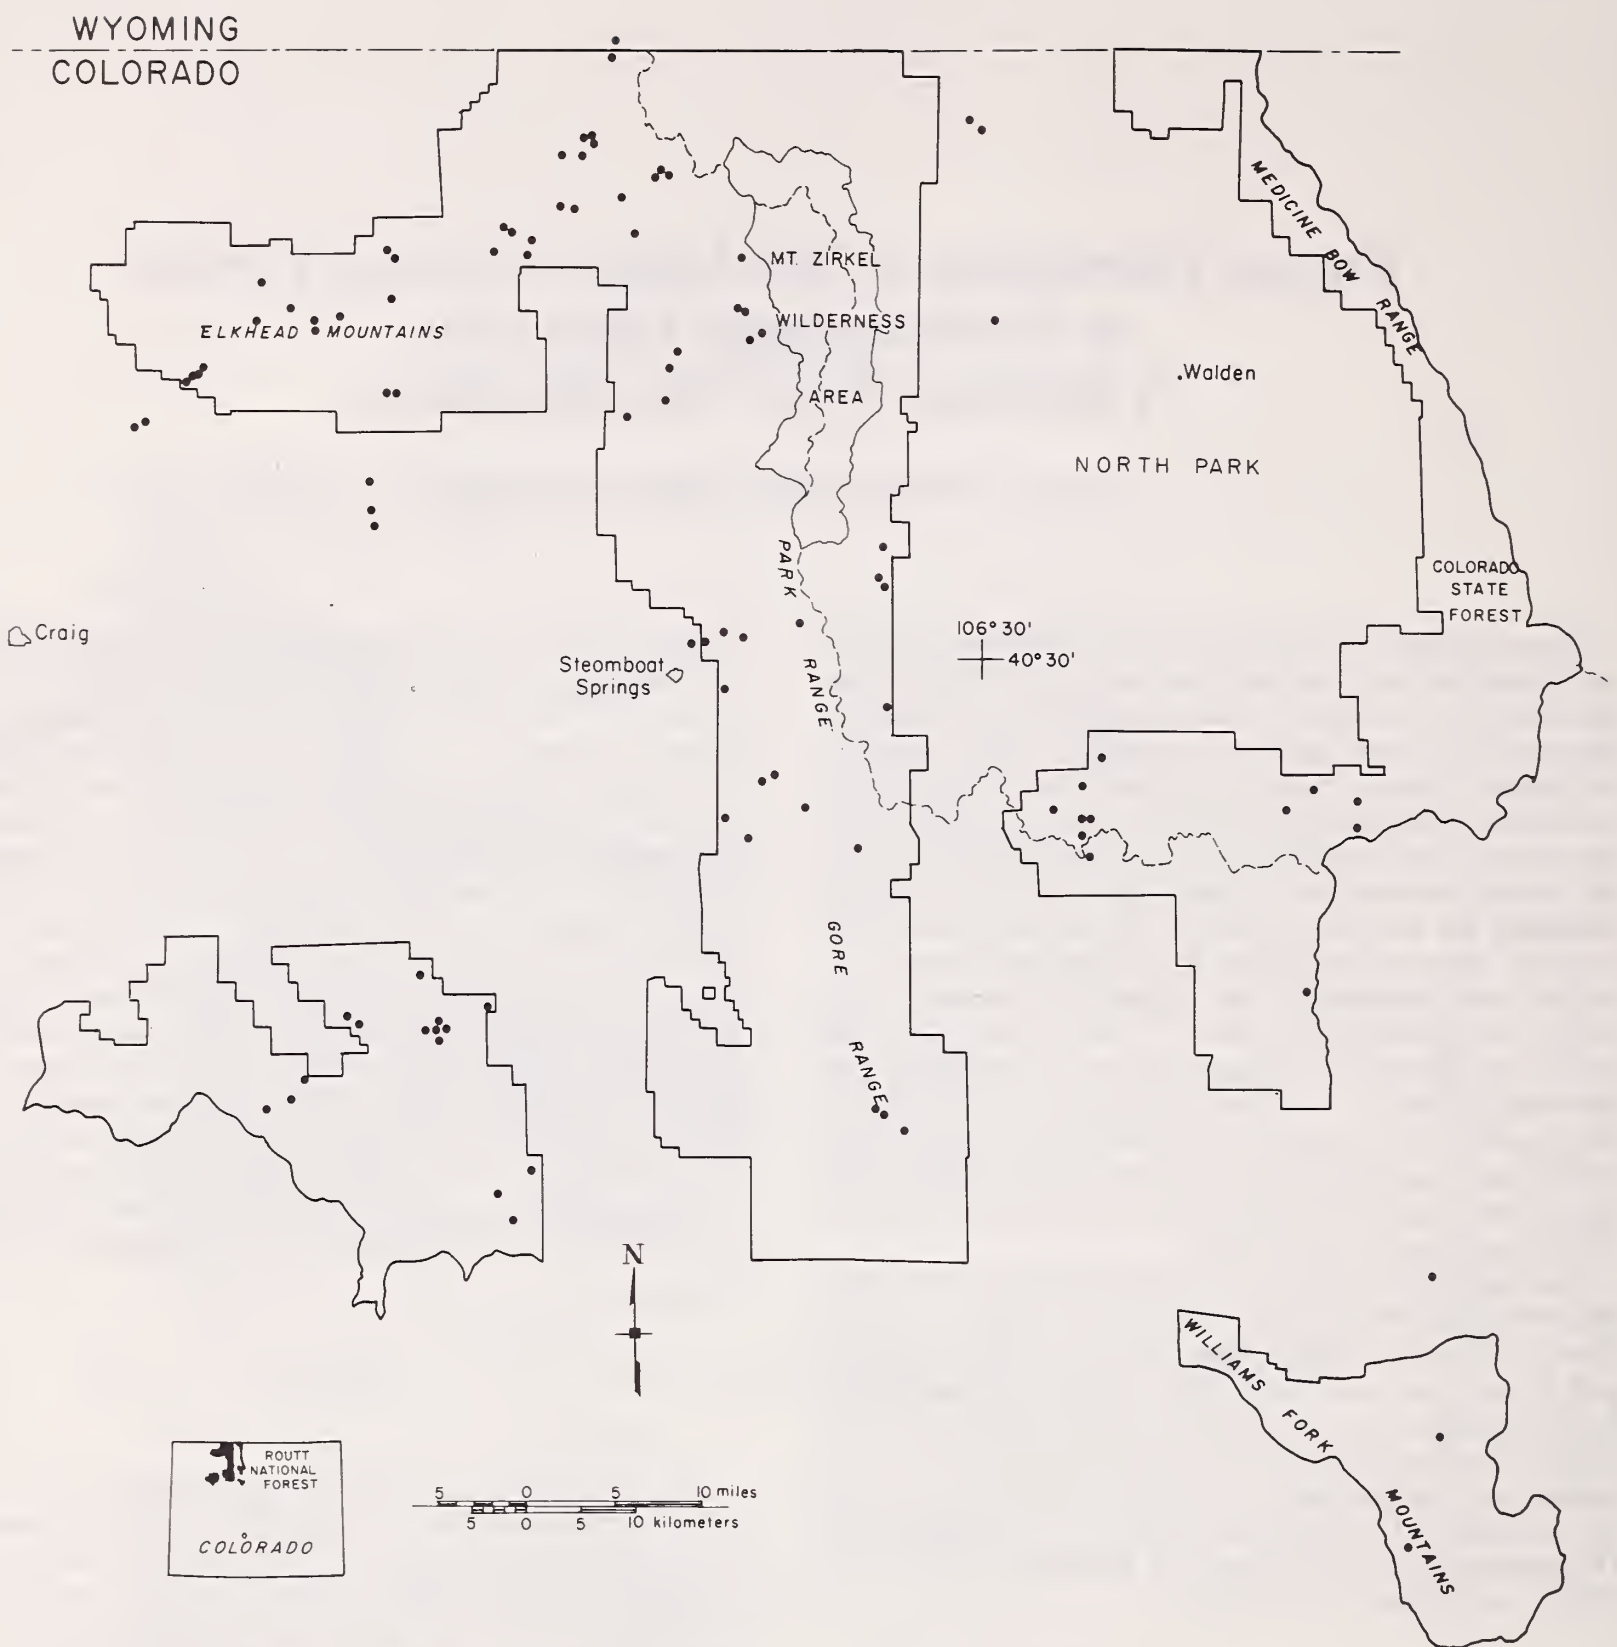 WYOMING
COLORADO
MEDICINE BOW RANGE
MT. ZIRKEL
WILDERNESS
AREA
ELKHEAD MOUNTAINS
.Walden
NORTH PARK
PARK RANGE
COLORADO
STATE
FOREST
Craig
106° 30'
40° 30'
Steomboat
Springs
GORE RANGE
N
WILLIAMS FORK MOUNTAINS
ROUTT
NATIONAL
FOREST
COLORADO
5 0 5 10 miles
5 0 5 10 kilometers